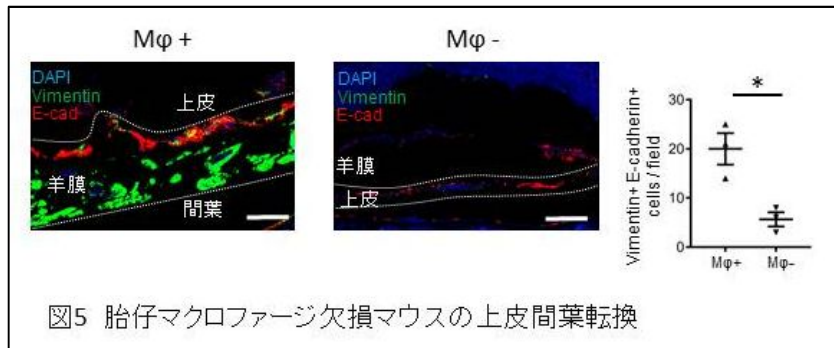 Mφ +
DAPI
Vimentin
E-cad
上皮
羊膜
間葉
Mφ -
DAPI
Vimentin
E-cad
羊膜
上皮
*
Vimentin+ E-cadherin+
cells / field
30
20
10
0
Mφ+
Mφ-
図5 胎仔マクロファージ欠損マウスの上皮間葉転換